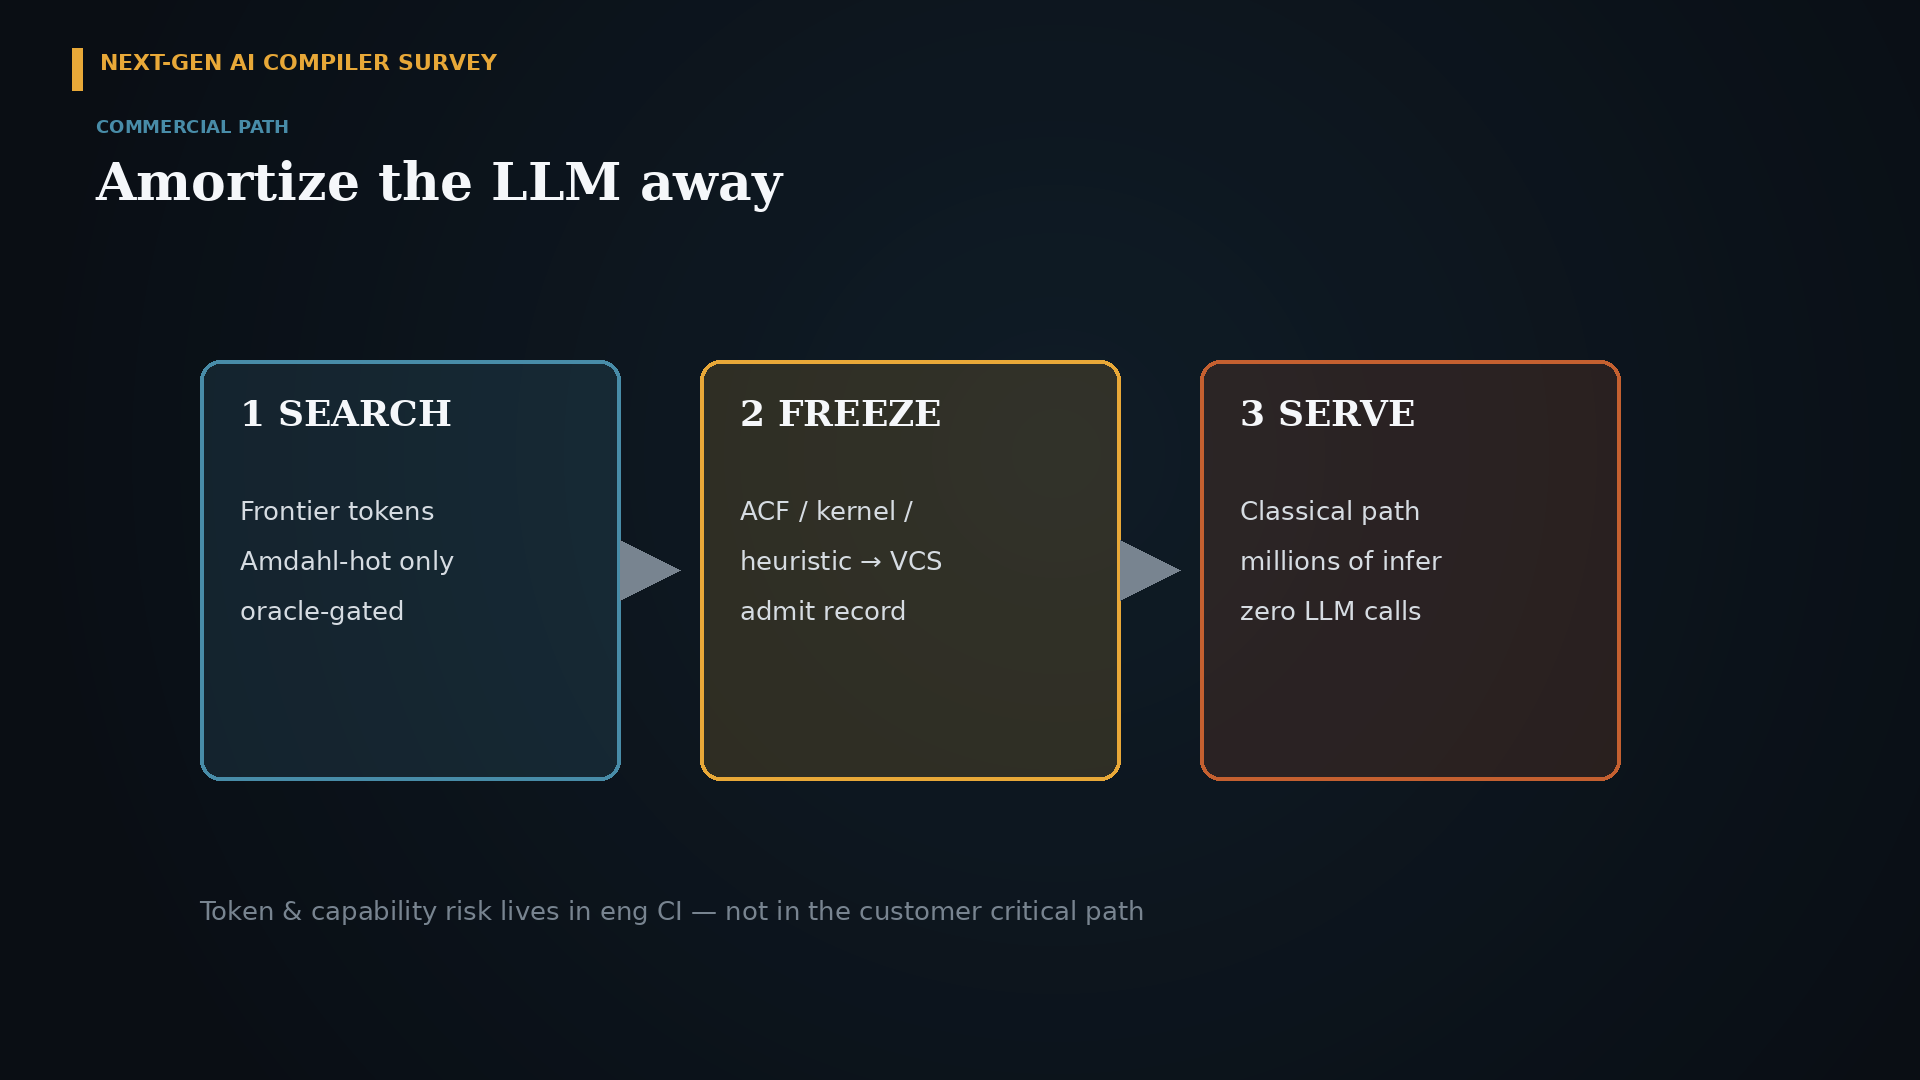 NEXT-GEN AI COMPILER SURVEY
COMMERCIAL PATH
Amortize the LLM away
1 SEARCH
Frontier tokens
Amdahl-hot only
oracle-gated
2 FREEZE
ACF / kernel /
heuristic → VCS
admit record
3 SERVE
Classical path
millions of infer
zero LLM calls
Token & capability risk lives in eng CI — not in the customer critical path